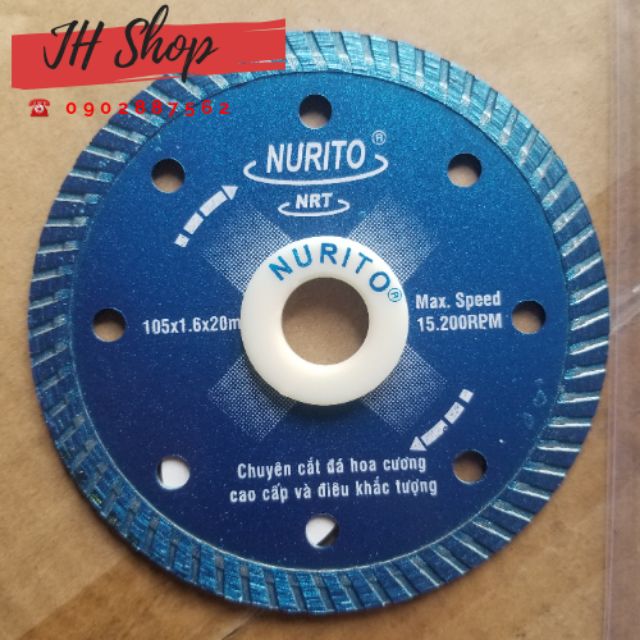 JH Shop
☎ 0902887562
NURITO®
NRT
NURITO®
105x1.6x20m
Max. Speed
15.200RPM
Chuyên cắt đá hoa cương
cao cấp và điêu khắc tượng